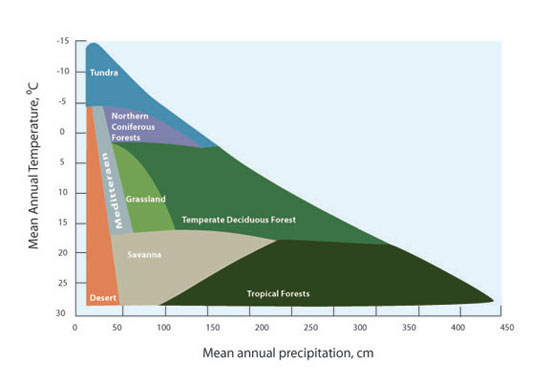 -15
-10
-5
0
5
10
15
20
25
30
Mean Annual Temperature, ⁰C
Tundra
Northern
Coniferous
Forests
Meditteraen
Grassland
Temperate Deciduous Forest
Savanna
Desert
Tropical Forests
0
50
100
150
200
250
300
350
400
450
Mean annual precipitation, cm